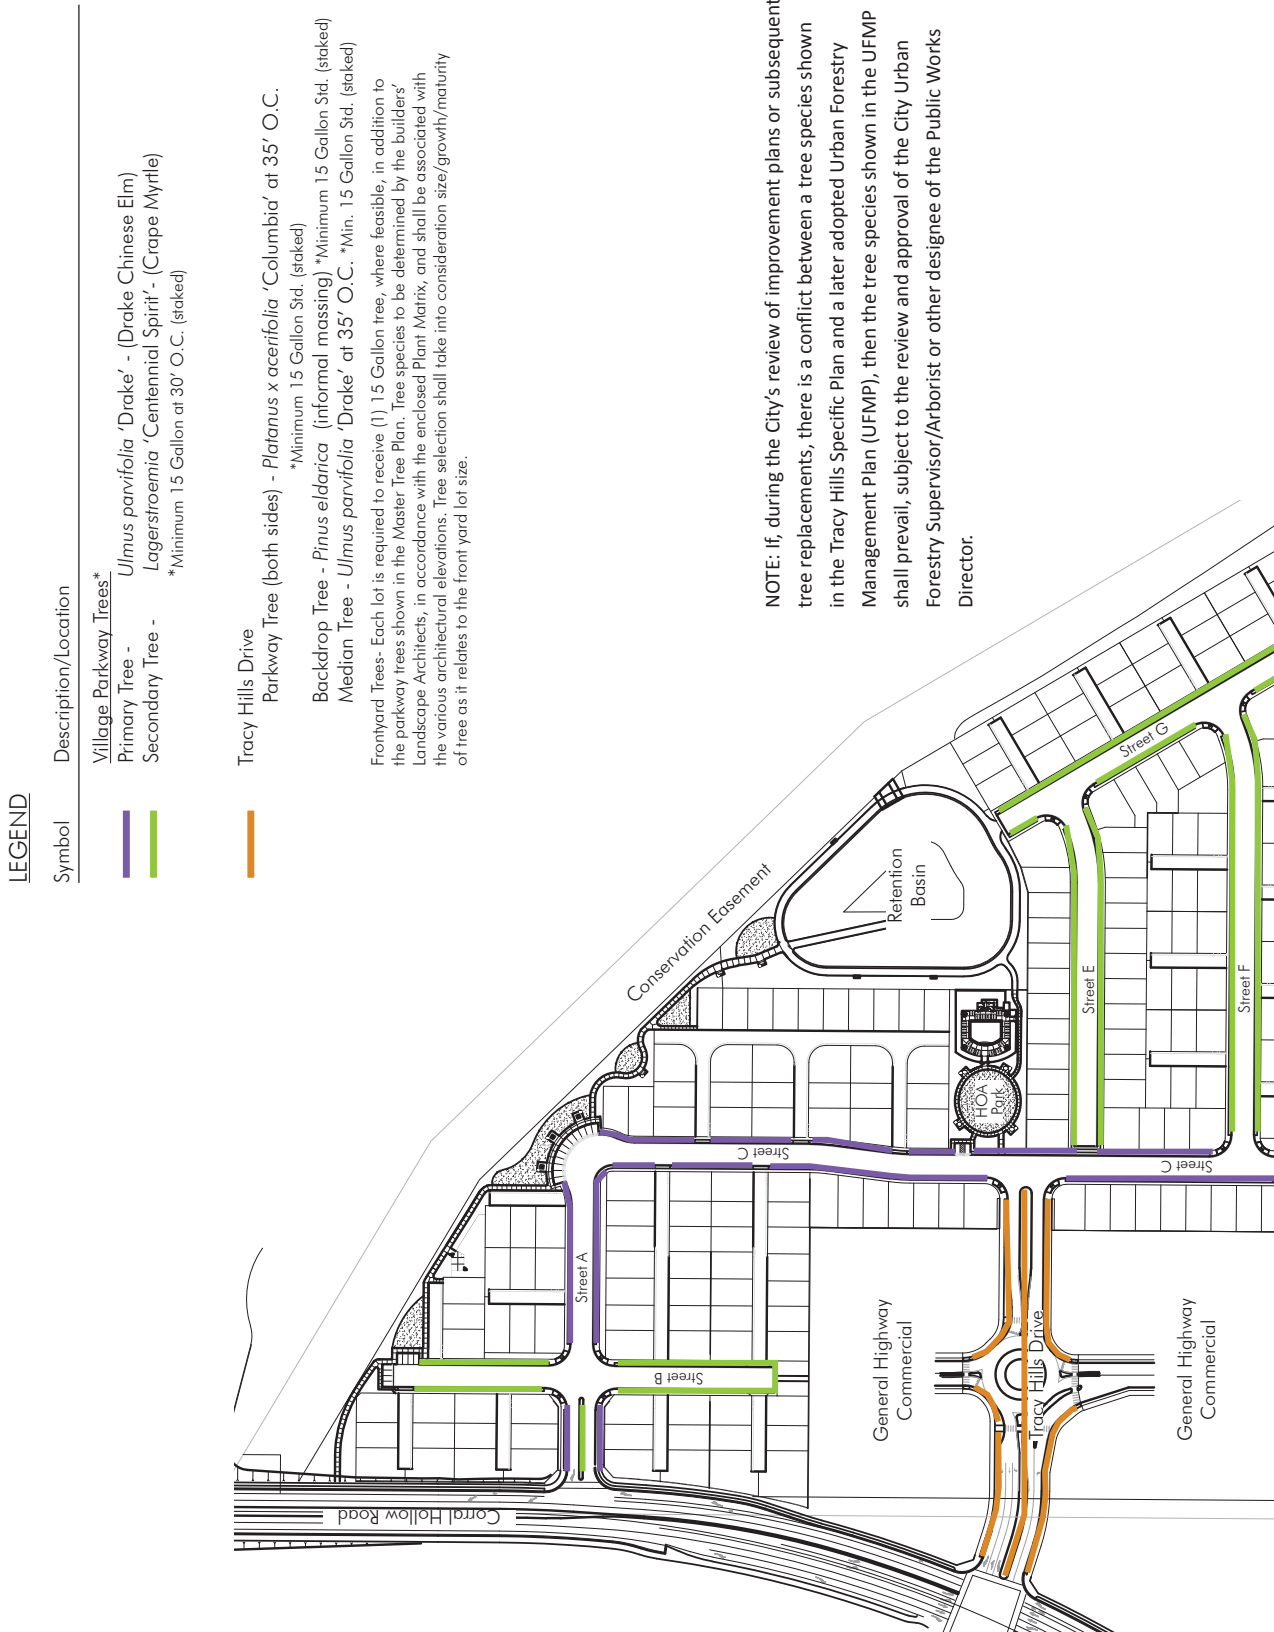 LEGEND
Symbol Description/Location
Village Parkway Trees*
Primary Tree - Ulmus parvifolia ‘Drake’ - (Drake Chinese Elm)
Secondary Tree - Lagerstroemia ‘Centennial Spirit’- (Crape Myrtle)
*Minimum 15 Gallon at 30’ O.C. (staked)
Tracy Hills Drive
Parkway Tree (both sides) - Platanus x acerifolia ‘Columbia’ at 35’ O.C.
*Minimum 15 Gallon Std. (staked)
Backdrop Tree - Pinus eldarica (informal massing) *Minimum 15 Gallon Std. (staked)
Median Tree - Ulmus parvifolia ‘Drake’ at 35’ O.C. *Min. 15 Gallon Std. (staked)
Frontyard Trees- Each lot is required to receive (1) 15 Gallon tree, where feasible, in addition to
the parkway trees shown in the Master Tree Plan. Tree species to be determined by the builders’
Landscape Architects, in accordance with the enclosed Plant Matrix, and shall be associated with
the various architectural elevations. Tree selection shall take into consideration size/growth/maturity
of tree as it relates to the front yard lot size.
NOTE: If, during the City’s review of improvement plans or subsequent
tree replacements, there is a conflict between a tree species shown
in the Tracy Hills Specific Plan and a later adopted Urban Forestry
Management Plan (UFMP), then the tree species shown in the UFMP
shall prevail, subject to the review and approval of the City Urban
Forestry Supervisor/Arborist or other designee of the Public Works
Director.
Conservation Easement
Retention
Basin
HOA
Park
Street A
Street B
Street C
Street C
Street E
Street F
Street G
Corral Hollow Road
General Highway
Commercial
Tracy Hills Drive
General Highway
Commercial